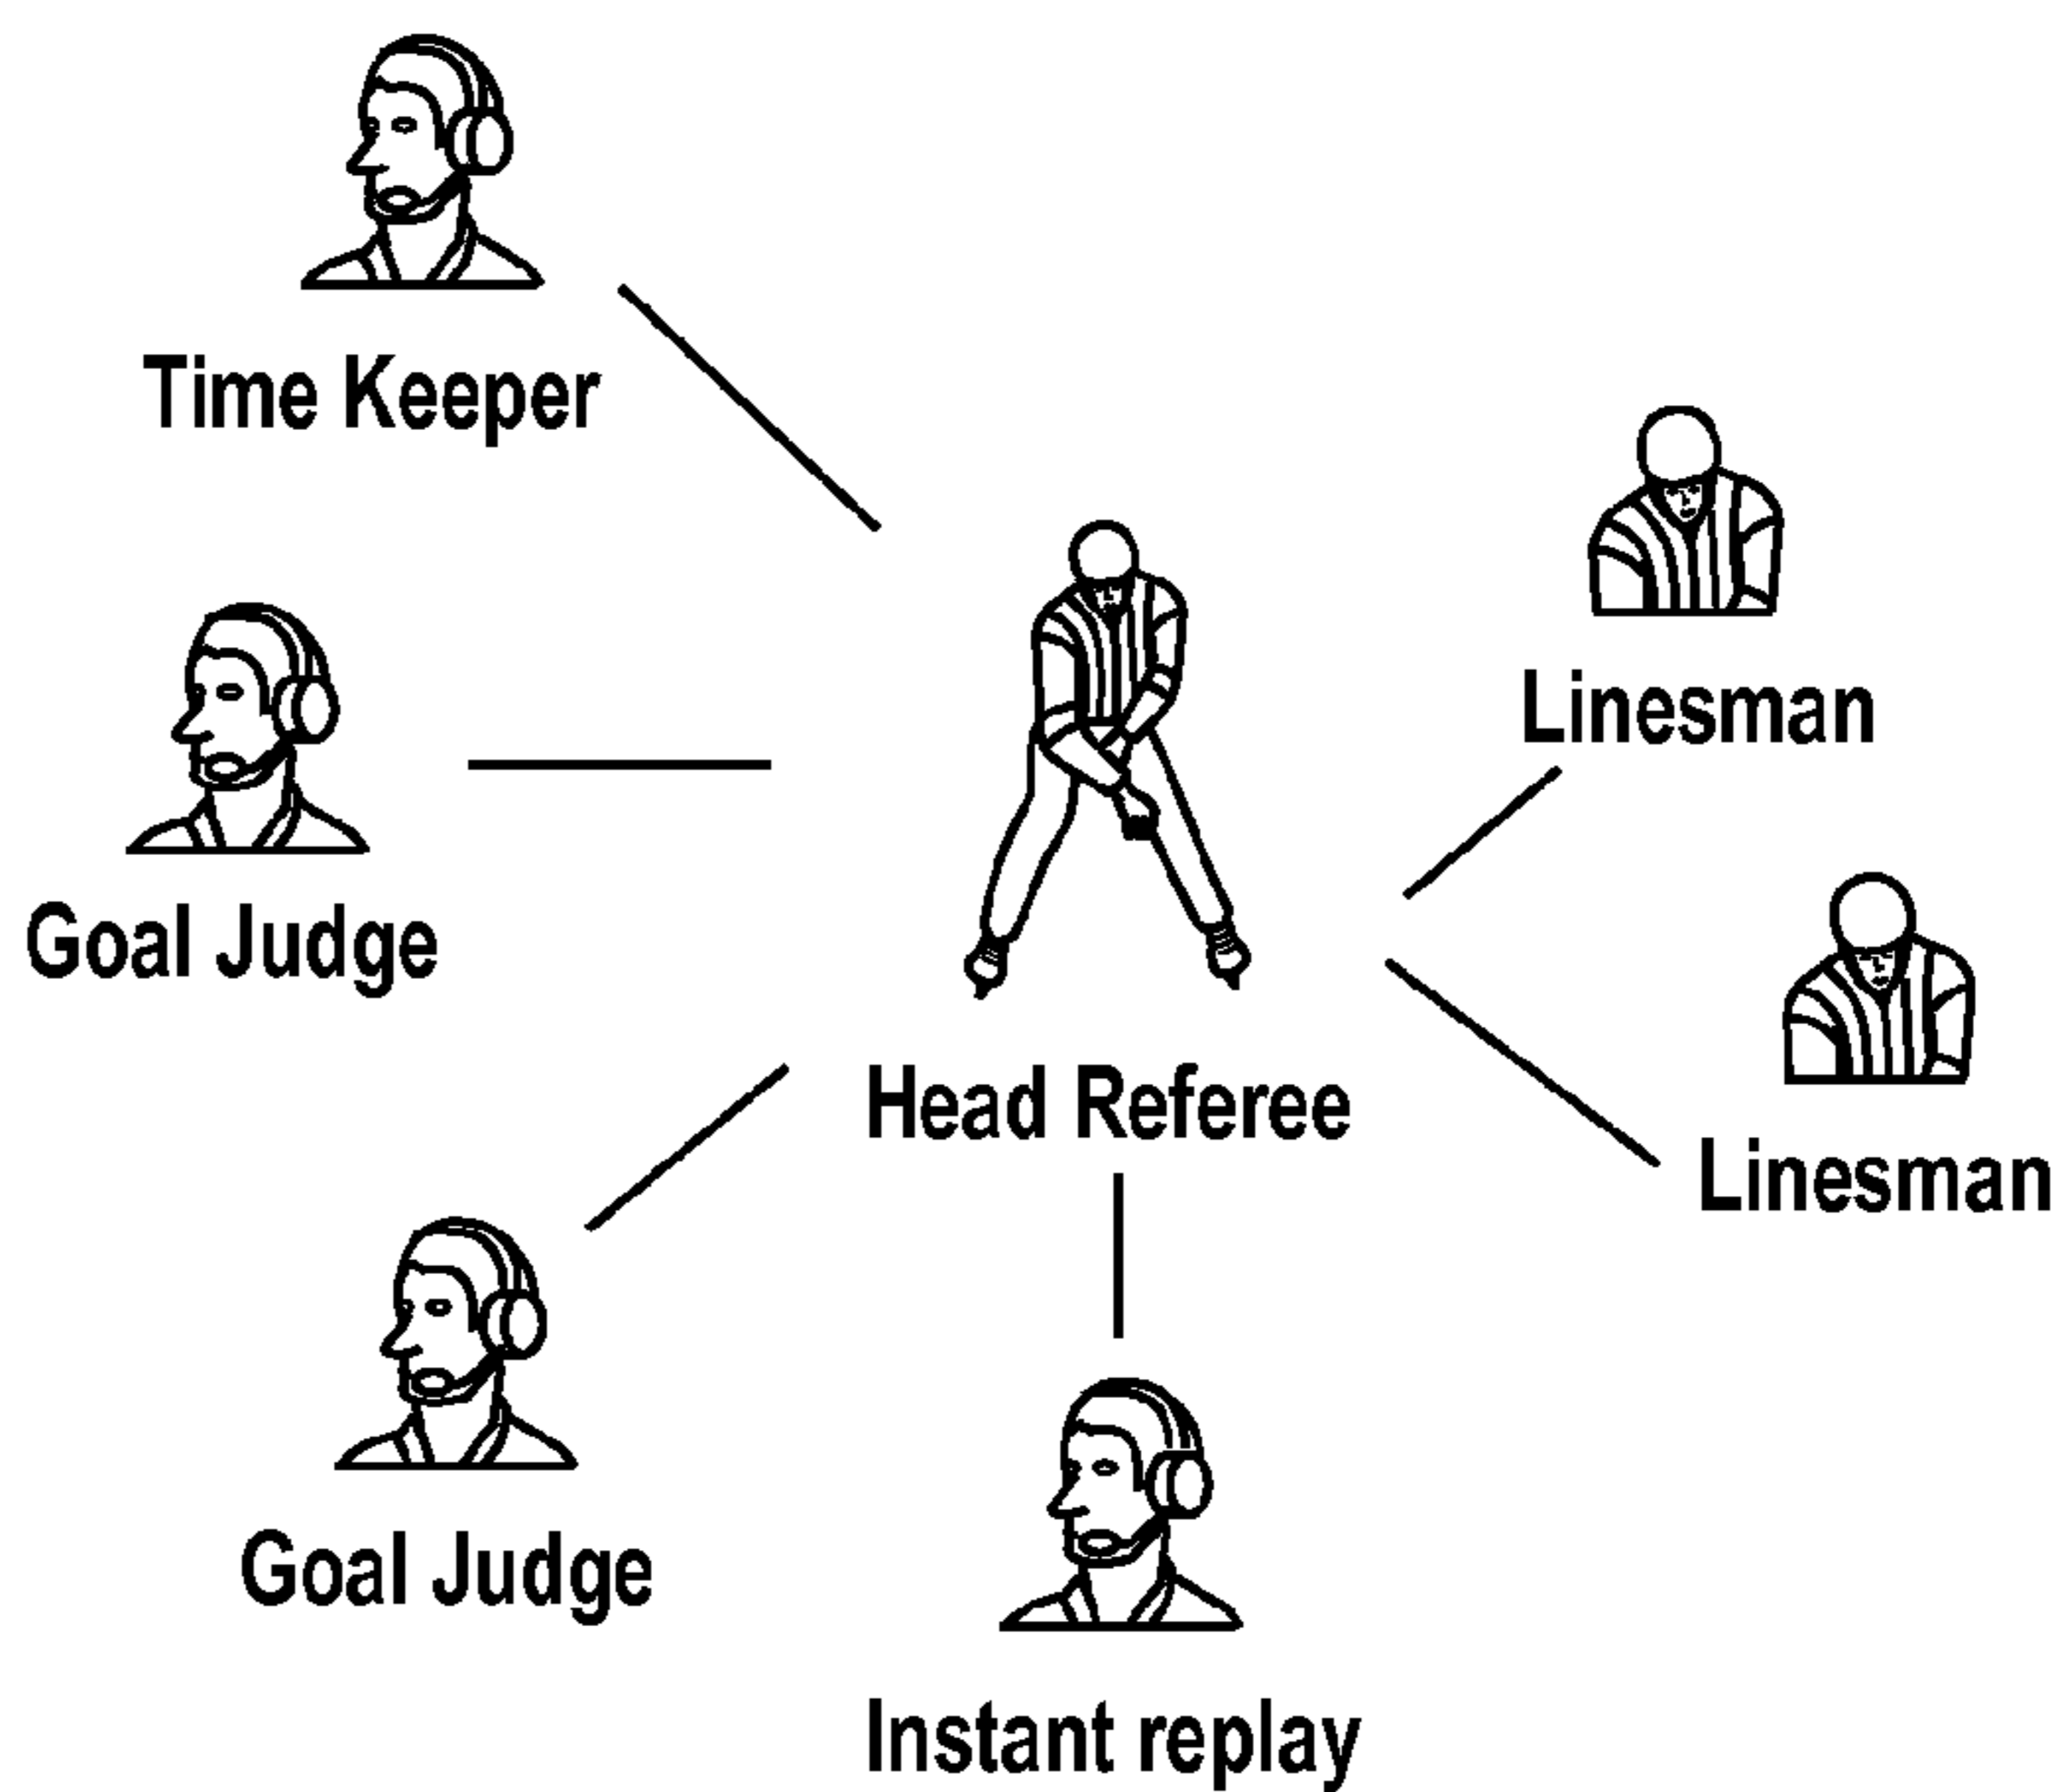 Time Keeper
Linesman
Goal Judge
Head Referee
Linesman
Goal Judge
Instant replay